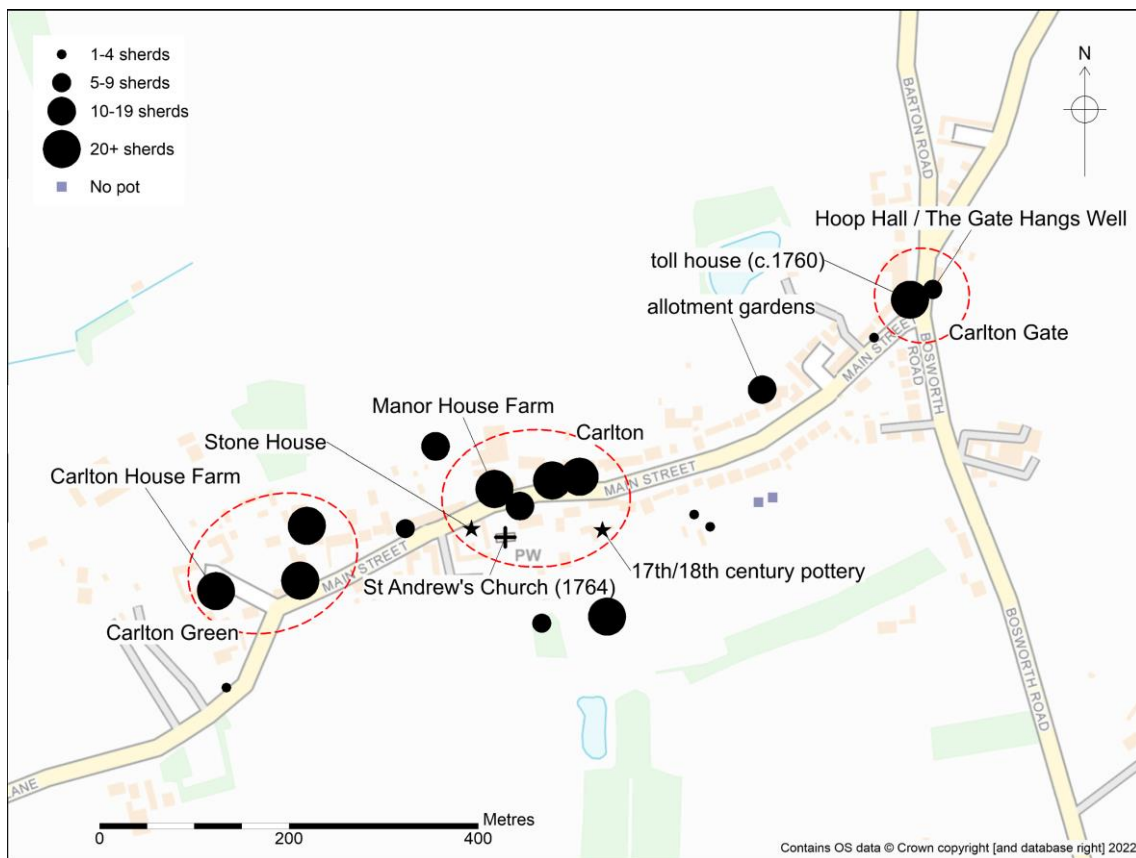 1-4 sherds
5-9 sherds
10-19 sherds
20+ sherds
No pot
N
BARTON ROAD
Hoop Hall / The Gate Hangs Well
toll house (c.1760)
allotment gardens
MAIN STREET
Carlton Gate
BOSWORTH
ROAD
BOSWORTH ROAD
Manor House Farm
Carlton
Stone House
MAIN STREET
Carlton House Farm
MAIN STREET
PW
17th/18th century pottery
St Andrew's Church (1764)
Carlton Green
LANE
Metres
0
200
400
Contains OS data © Crown copyright [and database right] 2022